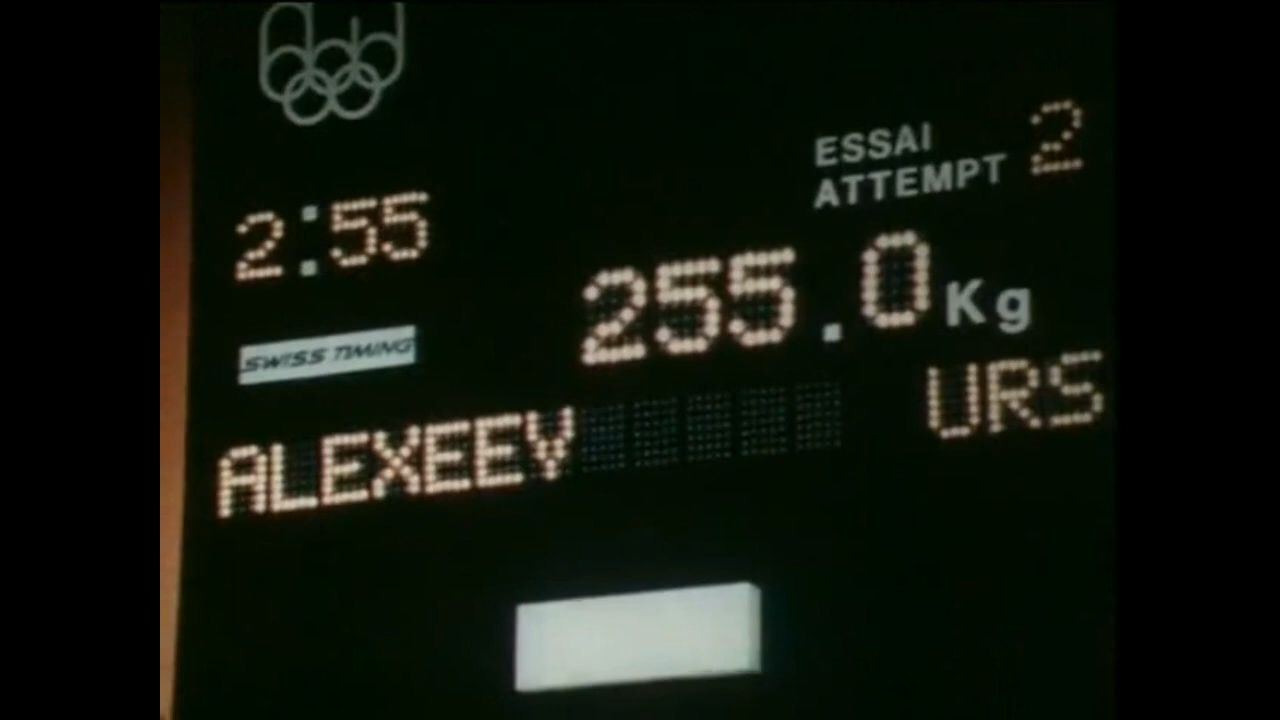 ESSAI
ATTEMPT 2
2:55
255.0 Kg
SWISS TIMING
ALEXEEV URS